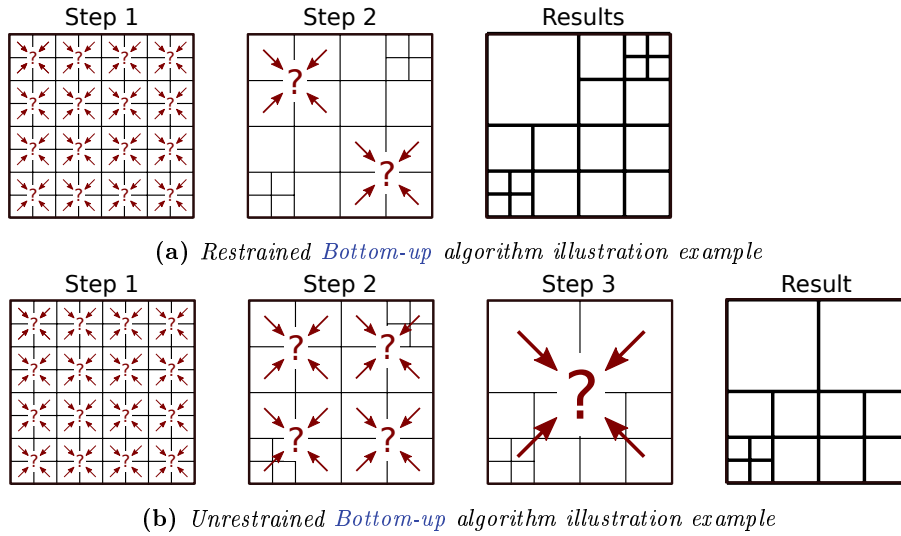 Step 1 Step 2 Results
? ? ? ?
? ? ? ?
? ? ? ?
? ? ? ?
?
?
(a) Restrained Bottom-up algorithm illustration example
Step 1 Step 2 Step 3 Result
? ? ? ?
? ? ? ?
? ? ? ?
? ? ? ?
? ?
? ?
?
(b) Unrestrained Bottom-up algorithm illustration example